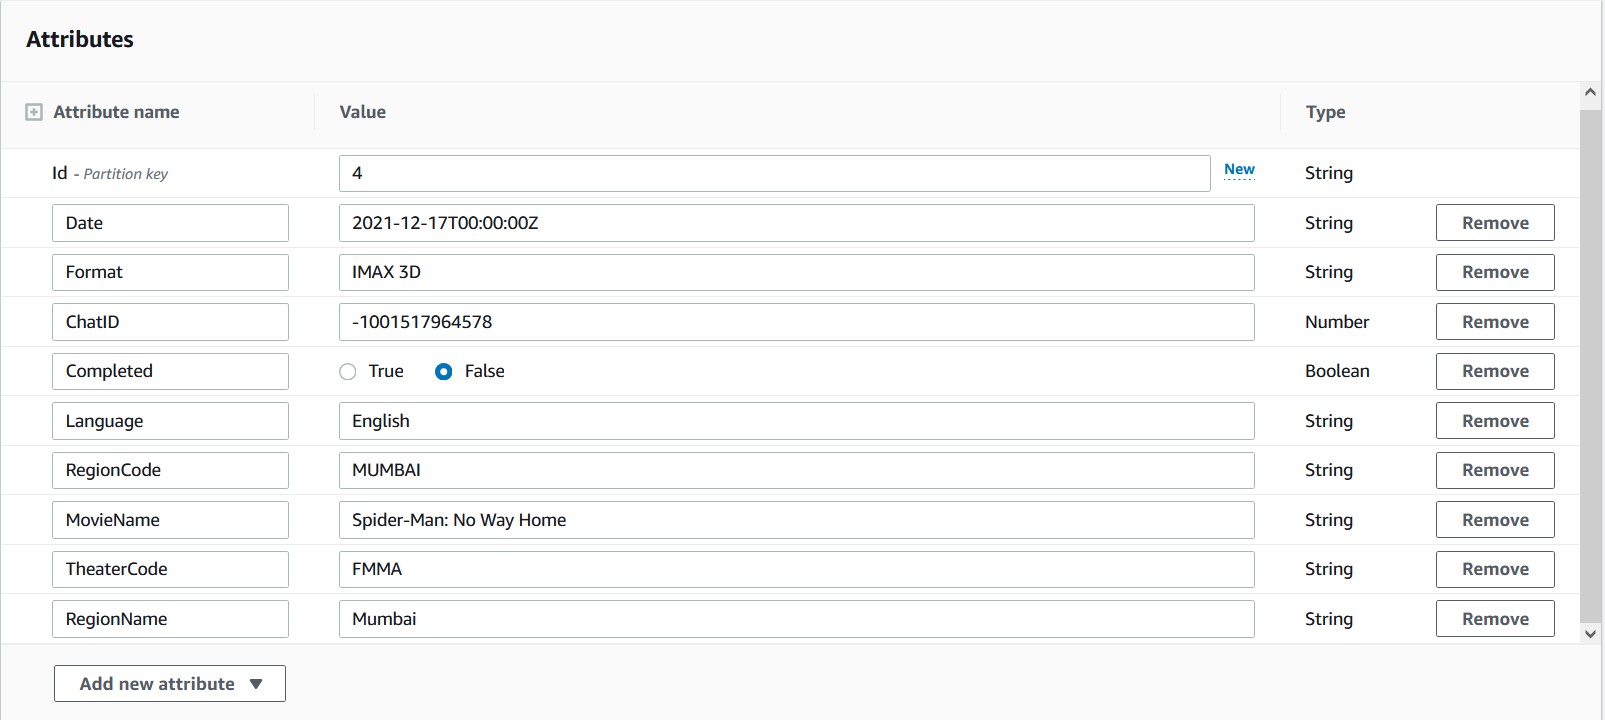 Attributes
Attribute name Value Type
Id - Partition key 4 New String
Date 2021-12-17T00:00:00Z String Remove
Format IMAX 3D String Remove
ChatID -1001517964578 Number Remove
Completed True False Boolean Remove
Language English String Remove
RegionCode MUMBAI String Remove
MovieName Spider-Man: No Way Home String Remove
TheaterCode FMMA String Remove
RegionName Mumbai String Remove
Add new attribute